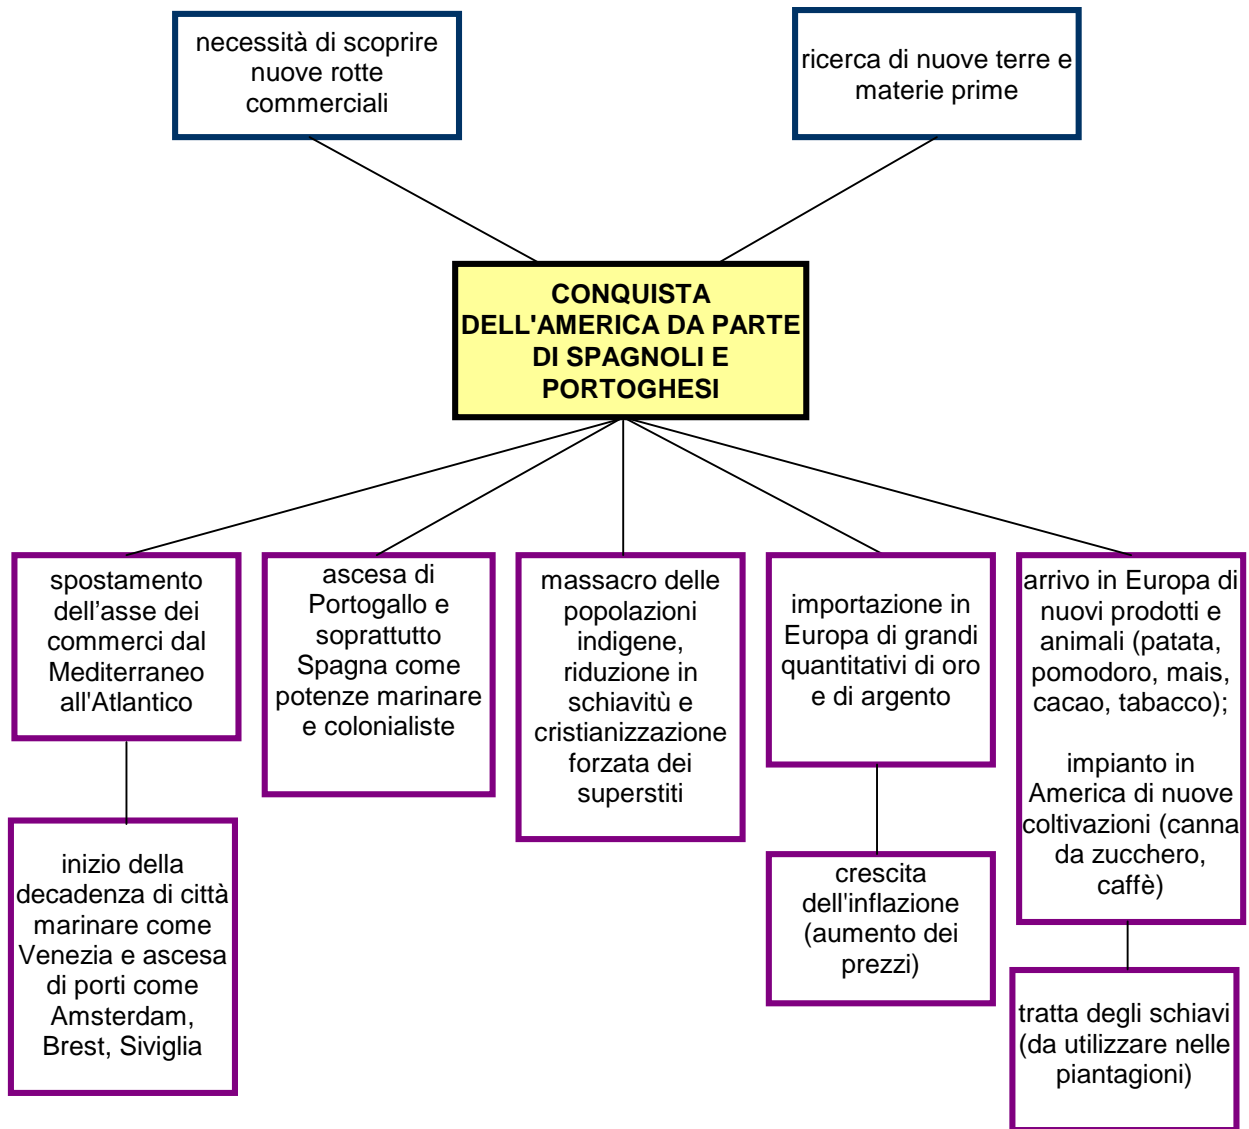 necessità di scoprire
nuove rotte
commerciali
ricerca di nuove terre e
materie prime
CONQUISTA
DELL'AMERICA DA PARTE
DI SPAGNOLI E
PORTOGHESI
spostamento
dell’asse dei
commerci dal
Mediterraneo
all'Atlantico
ascesa di
Portogallo e
soprattutto
Spagna come
potenze marinare
e colonialiste
massacro delle
popolazioni
indigene,
riduzione in
schiavitù e
cristianizzazione
forzata dei
superstiti
importazione in
Europa di grandi
quantitativi di oro
e di argento
arrivo in Europa di
nuovi prodotti e
animali (patata,
pomodoro, mais,
cacao, tabacco);
impianto in
America di nuove
coltivazioni (canna
da zucchero,
caffè)
inizio della
decadenza di città
marinare come
Venezia e ascesa
di porti come
Amsterdam,
Brest, Siviglia
crescita
dell'inflazione
(aumento dei
prezzi)
tratta degli schiavi
(da utilizzare nelle
piantagioni)